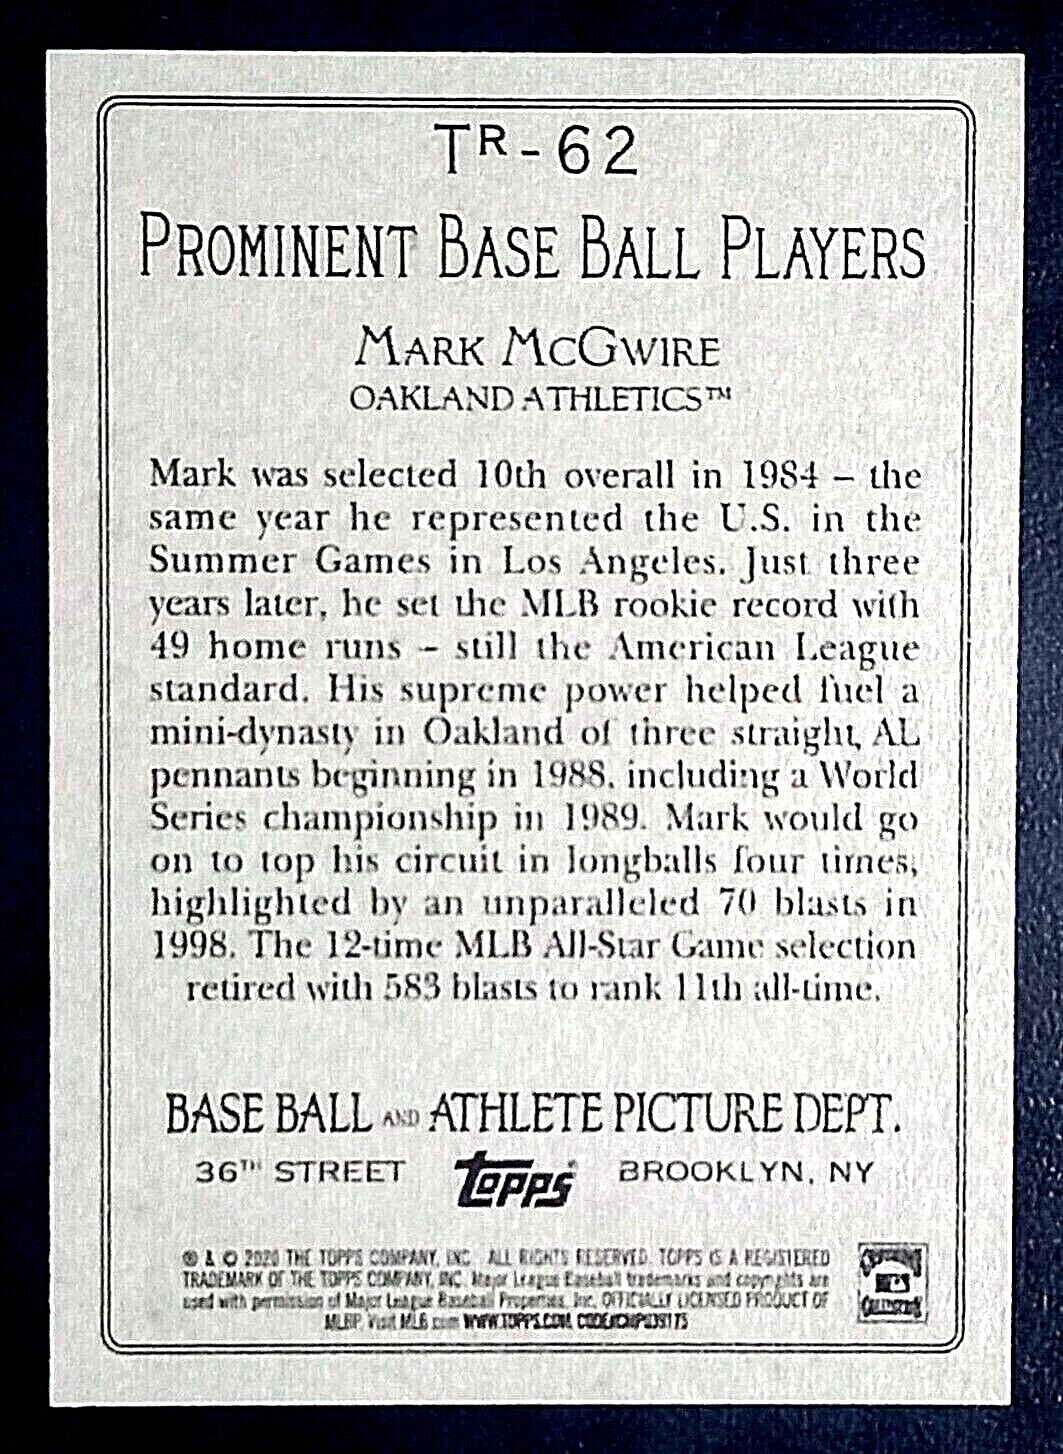 TR-62
PROMINENT BASE BALL PLAYERS
MARK MCGWIRE
OAKLAND ATHLETICS™
Mark was selected 10th overall in 1984 – the
same year he represented the U.S. in the
Summer Games in Los Angeles. Just three
years later, he set the MLB rookie record with
49 home runs – still the American League
standard. His supreme power helped fuel a
mini-dynasty in Oakland of three straight AL
pennants beginning in 1988, including a World
Series championship in 1989. Mark would go
on to top his circuit in longballs four times,
highlighted by an unparalleled 70 blasts in
1998. The 12-time MLB All-Star Game selection
retired with 583 blasts to rank 11th all-time.
BASE BALL AND ATHLETE PICTURE DEPT.
36TH STREET topps BROOKLYN, NY
® & © 2020 THE TOPPS COMPANY, INC. ALL RIGHTS RESERVED. TOPPS IS A REGISTERED
TRADEMARK OF THE TOPPS COMPANY, INC. Major League Baseball trademarks and copyrights are
used with permission of Major League Baseball Properties, Inc. OFFICIALLY LICENSED PRODUCT OF
MLBP Visit MLB.com WWW.TOPPS.COM